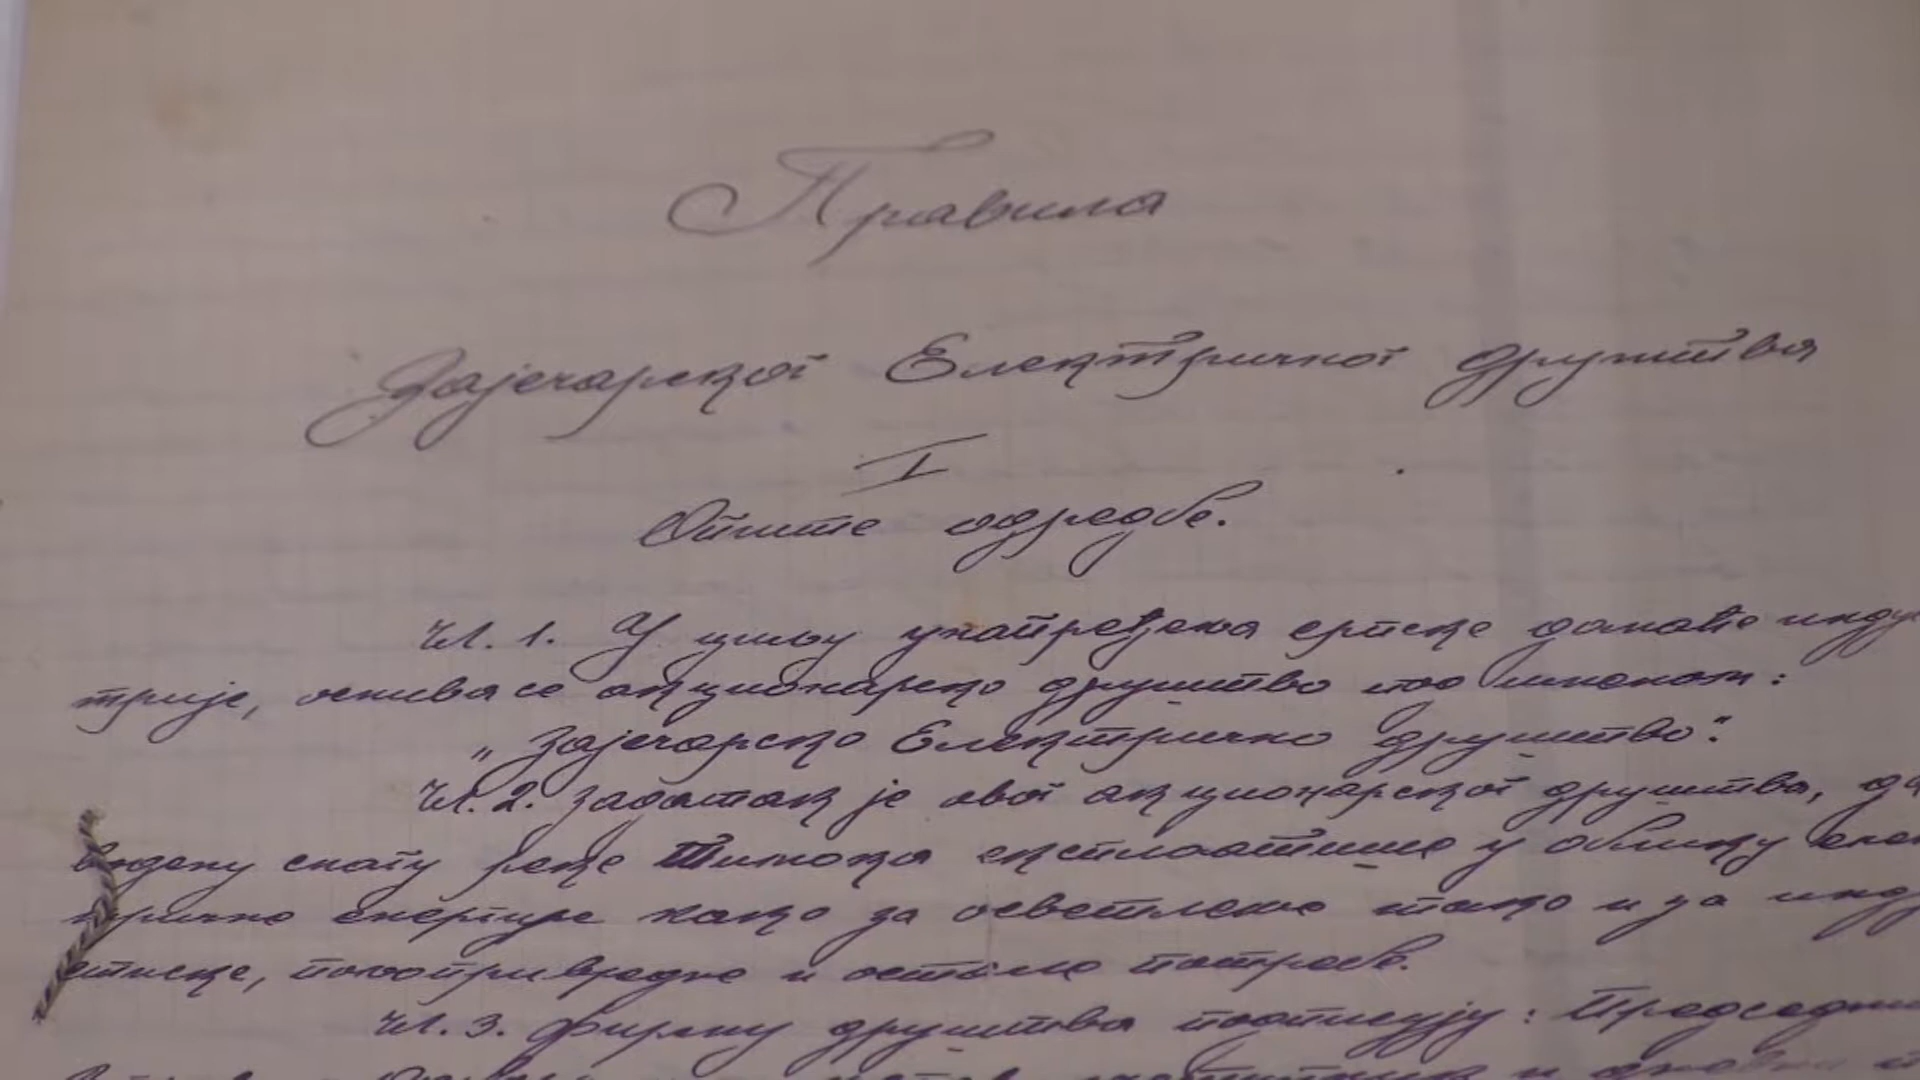 Правила
Зајечарског Електричног друштва
I
Опште одредбе.
Чл. 1. У циљу унапређења српске домаће инду
трије, оснива се акционарско друштво под именом:
„Зајечарско Електрично друштво".
Чл. 2. Задатак је овог акционарског друштва, да
водену снагу реке Тимока експлоатише у облику елек
тричне енергије како за осветлење тако и за инду
стриске, пољопривредне и остале потребе.
Чл. 3. Фирму друштва потписују: Председник